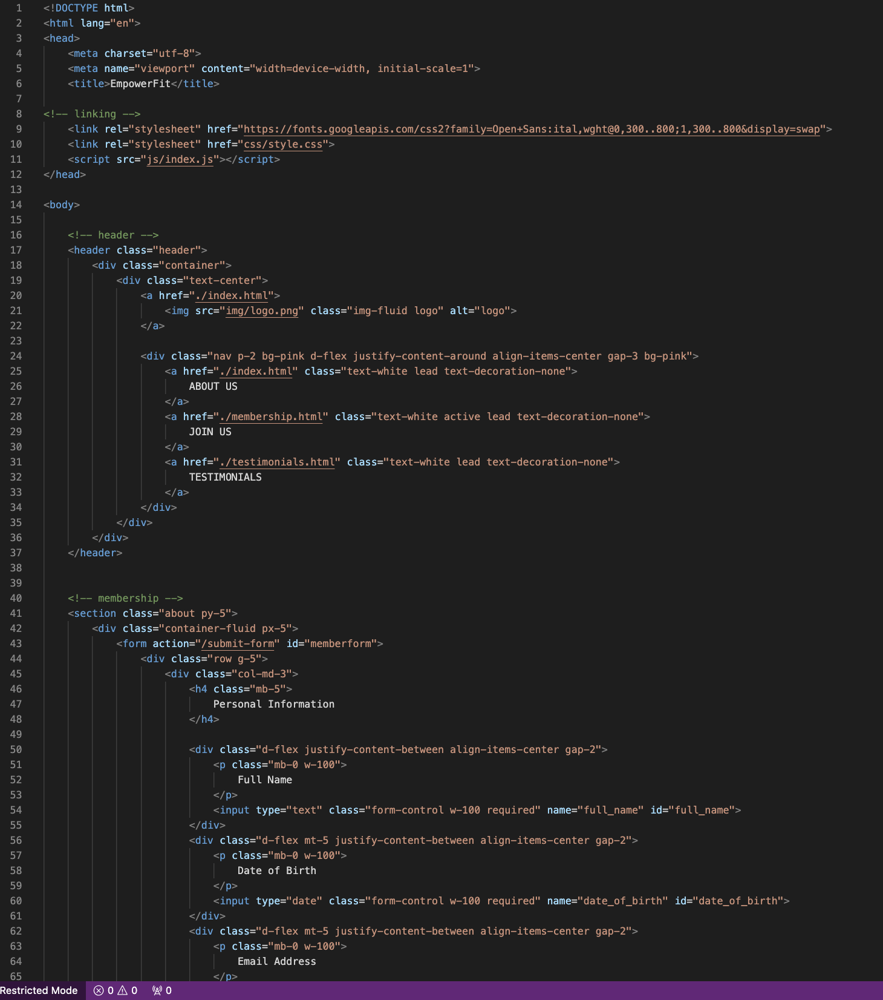 1 <!DOCTYPE html>
2 <html lang="en">
3 <head>
4     <meta charset="utf-8">
5     <meta name="viewport" content="width=device-width, initial-scale=1">
6     <title>EmpowerFit</title>
7
8 <!-- linking -->
9     <link rel="stylesheet" href="https://fonts.googleapis.com/css2?family=Open+Sans:ital,wght@0,300..800;1,300..800&display=swap">
10     <link rel="stylesheet" href="css/style.css">
11     <script src="js/index.js"></script>
12 </head>
13
14 <body>
15
16     <!-- header -->
17     <header class="header">
18         <div class="container">
19             <div class="text-center">
20                 <a href="./index.html">
21                     <img src="img/logo.png" class="img-fluid logo" alt="logo">
22                 </a>
23
24                 <div class="nav p-2 bg-pink d-flex justify-content-around align-items-center gap-3 bg-pink">
25                     <a href="./index.html" class="text-white lead text-decoration-none">
26                         ABOUT US
27                     </a>
28                     <a href="./membership.html" class="text-white active lead text-decoration-none">
29                         JOIN US
30                     </a>
31                     <a href="./testimonials.html" class="text-white lead text-decoration-none">
32                         TESTIMONIALS
33                     </a>
34                 </div>
35             </div>
36         </div>
37     </header>
38
39
40     <!-- membership -->
41     <section class="about py-5">
42         <div class="container-fluid px-5">
43             <form action="/submit-form" id="memberform">
44                 <div class="row g-5">
45                     <div class="col-md-3">
46                         <h4 class="mb-5">
47                             Personal Information
48                         </h4>
49
50                         <div class="d-flex justify-content-between align-items-center gap-2">
51                             <p class="mb-0 w-100">
52                                 Full Name
53                             </p>
54                             <input type="text" class="form-control w-100 required" name="full_name" id="full_name">
55                         </div>
56                         <div class="d-flex mt-5 justify-content-between align-items-center gap-2">
57                             <p class="mb-0 w-100">
58                                 Date of Birth
59                             </p>
60                             <input type="date" class="form-control w-100 required" name="date_of_birth" id="date_of_birth">
61                         </div>
62                         <div class="d-flex mt-5 justify-content-between align-items-center gap-2">
63                             <p class="mb-0 w-100">
64                                 Email Address
65                             </p>
Restricted Mode 0 0 0